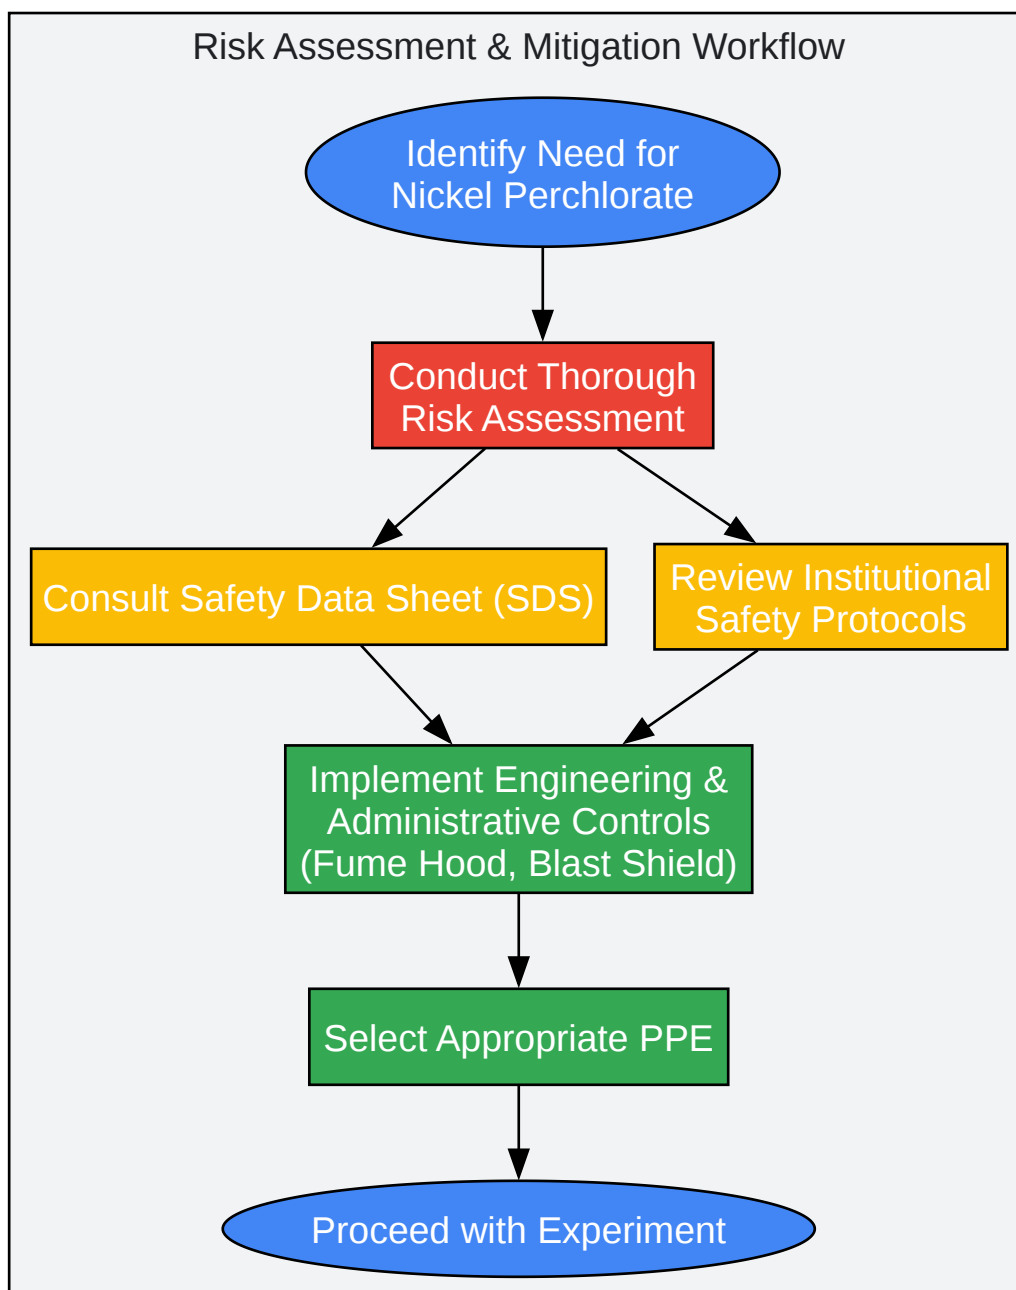 Risk Assessment & Mitigation Workflow
Identify Need for
Nickel Perchlorate
Conduct Thorough
Risk Assessment
Consult Safety Data Sheet (SDS)
Review Institutional
Safety Protocols
Implement Engineering &
Administrative Controls
(Fume Hood, Blast Shield)
Select Appropriate PPE
Proceed with Experiment